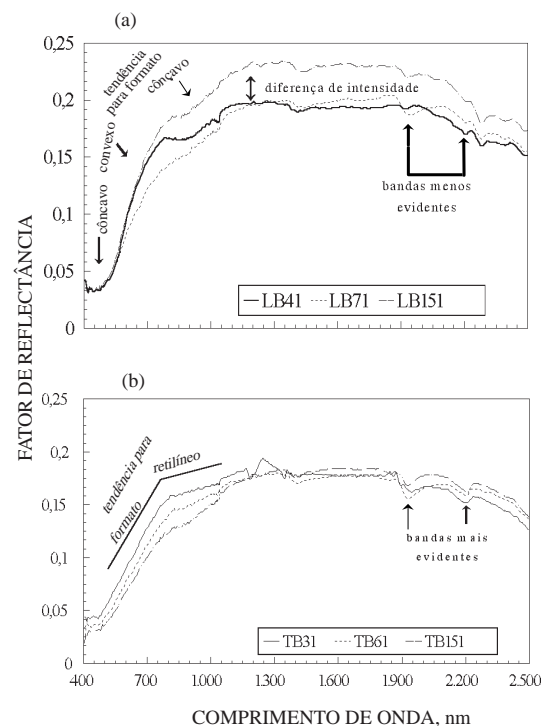 (a)
0,25
0,2
0,15
0,1
0,05
0
côncavo
convexo
tendência
para formato
côncavo
diferença de intensidade
bandas menos
evidentes
LB41 LB71 LB151
FATOR DE REFLECTÂNCIA
(b)
0,25
0,2
0,15
0,1
0,05
0
tendência para
formato
retilíneo
bandas mais
evidentes
TB31 TB61 TB151
400 700 1.000 1.300 1.600 1.900 2.200 2.500
COMPRIMENTO DE ONDA, nm